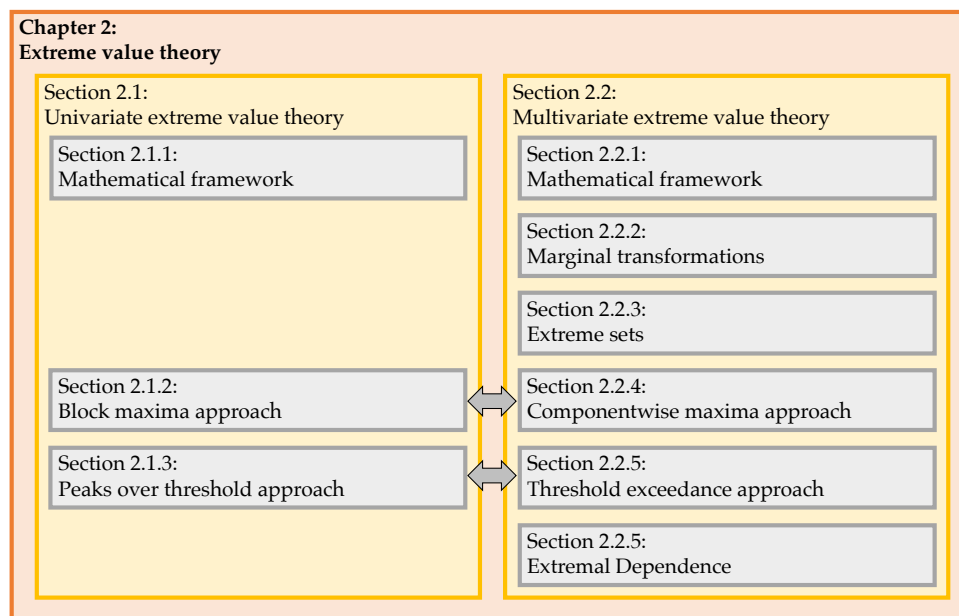 Chapter 2:
Extreme value theory
Section 2.1:
Univariate extreme value theory
Section 2.1.1:
Mathematical framework
Section 2.1.2:
Block maxima approach
Section 2.1.3:
Peaks over threshold approach
Section 2.2:
Multivariate extreme value theory
Section 2.2.1:
Mathematical framework
Section 2.2.2:
Marginal transformations
Section 2.2.3:
Extreme sets
Section 2.2.4:
Componentwise maxima approach
Section 2.2.5:
Threshold exceedance approach
Section 2.2.5:
Extremal Dependence